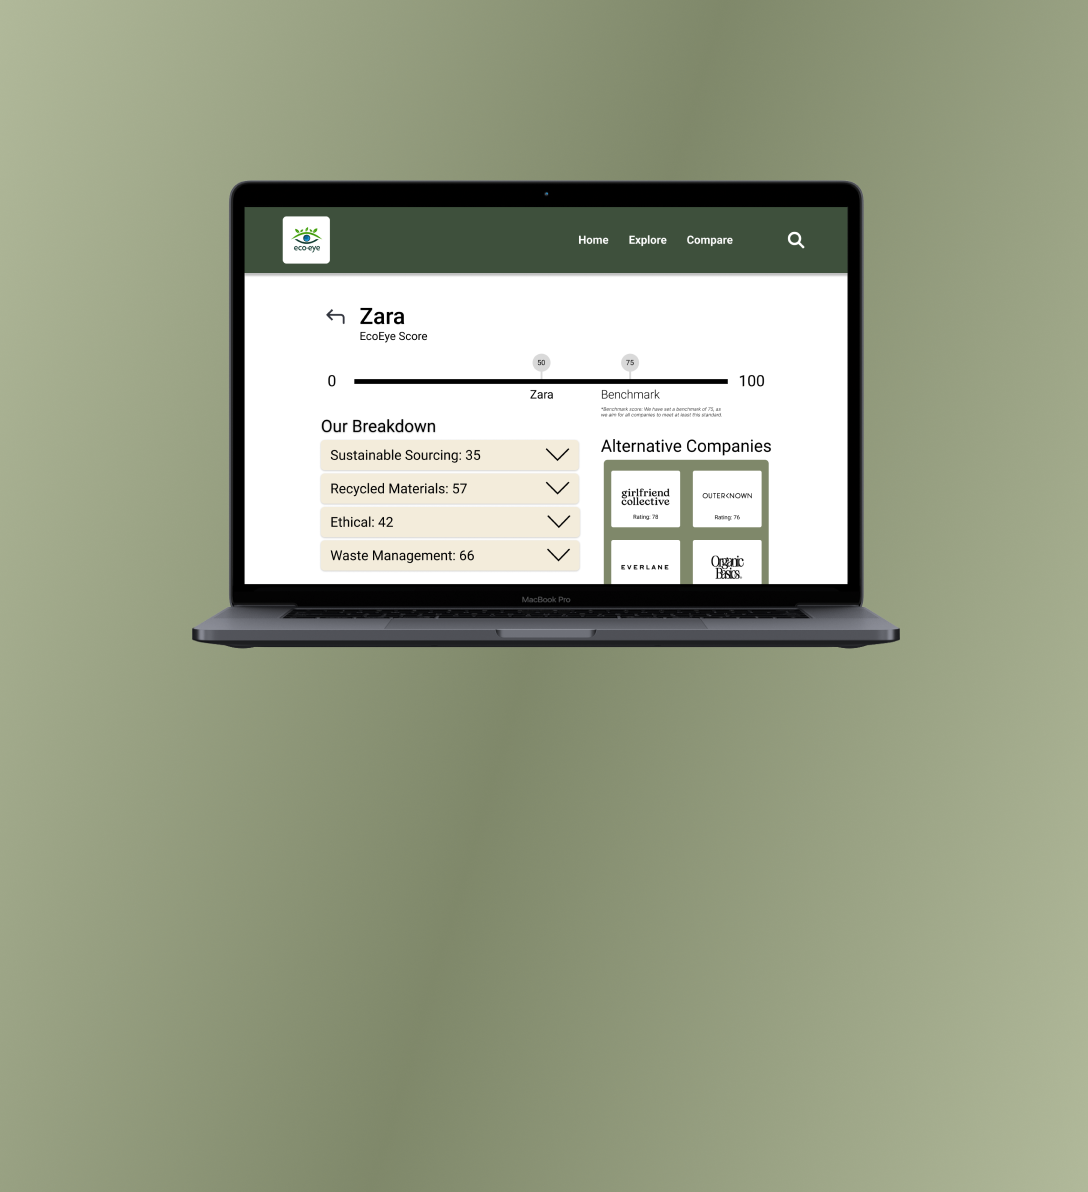 eco-eye
Home Explore Compare
Zara
EcoEye Score
50 75
0 100
Zara Benchmark
*Benchmark score: We have set a benchmark of 75, as
we aim for all companies to meet at least this standard.
Our Breakdown
Sustainable Sourcing: 35
Recycled Materials: 57
Ethical: 42
Waste Management: 66
Alternative Companies
girlfriend
collective
Rating: 78
OUTERKNOWN
Rating: 76
EVERLANE
Organic
Basics.
MacBook Pro